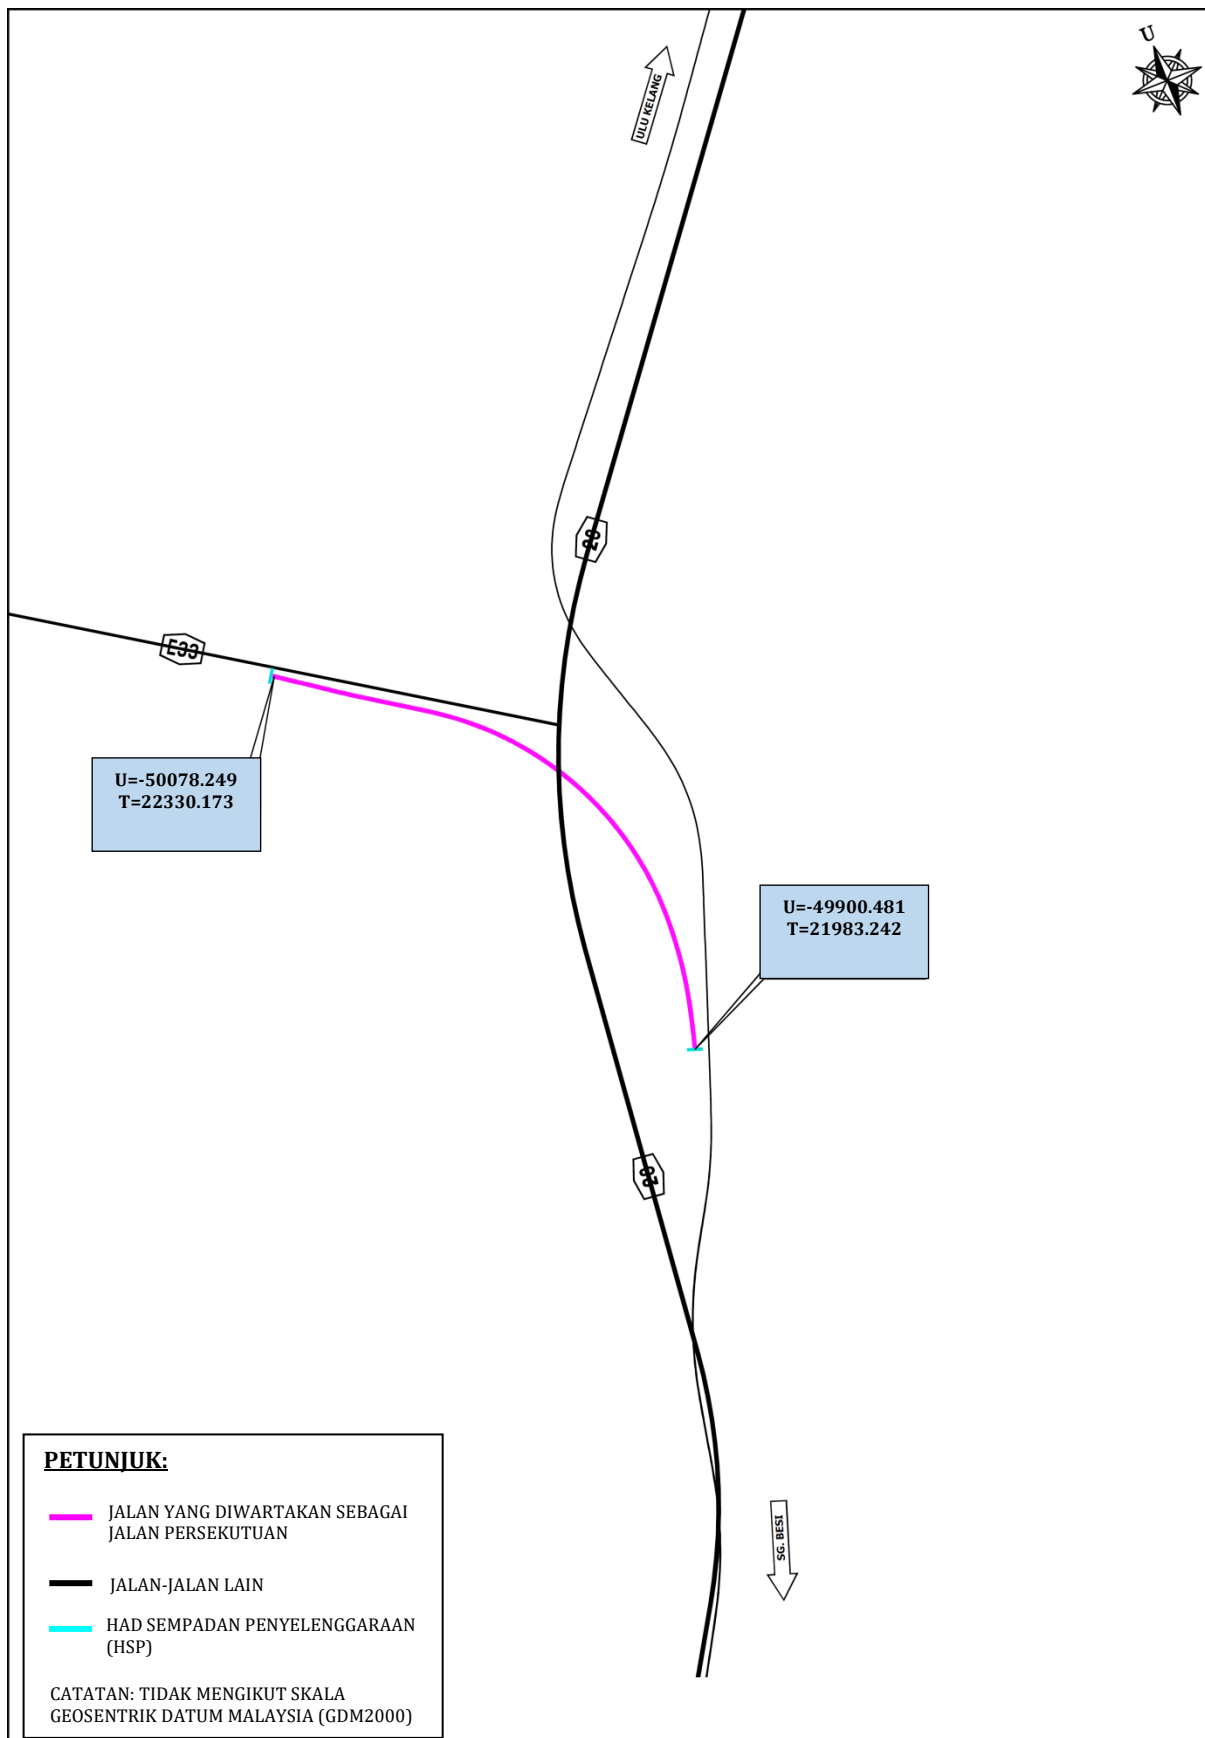 U
ULU KELANG
28
E33
U=-50078.249
T=22330.173
U=-49900.481
T=21983.242
28
SG. BESI
PETUNJUK:
JALAN YANG DIWARTAKAN SEBAGAI
JALAN PERSEKUTUAN
JALAN-JALAN LAIN
HAD SEMPADAN PENYELENGGARAAN
(HSP)
CATATAN: TIDAK MENGIKUT SKALA
GEOSENTRIK DATUM MALAYSIA (GDM2000)